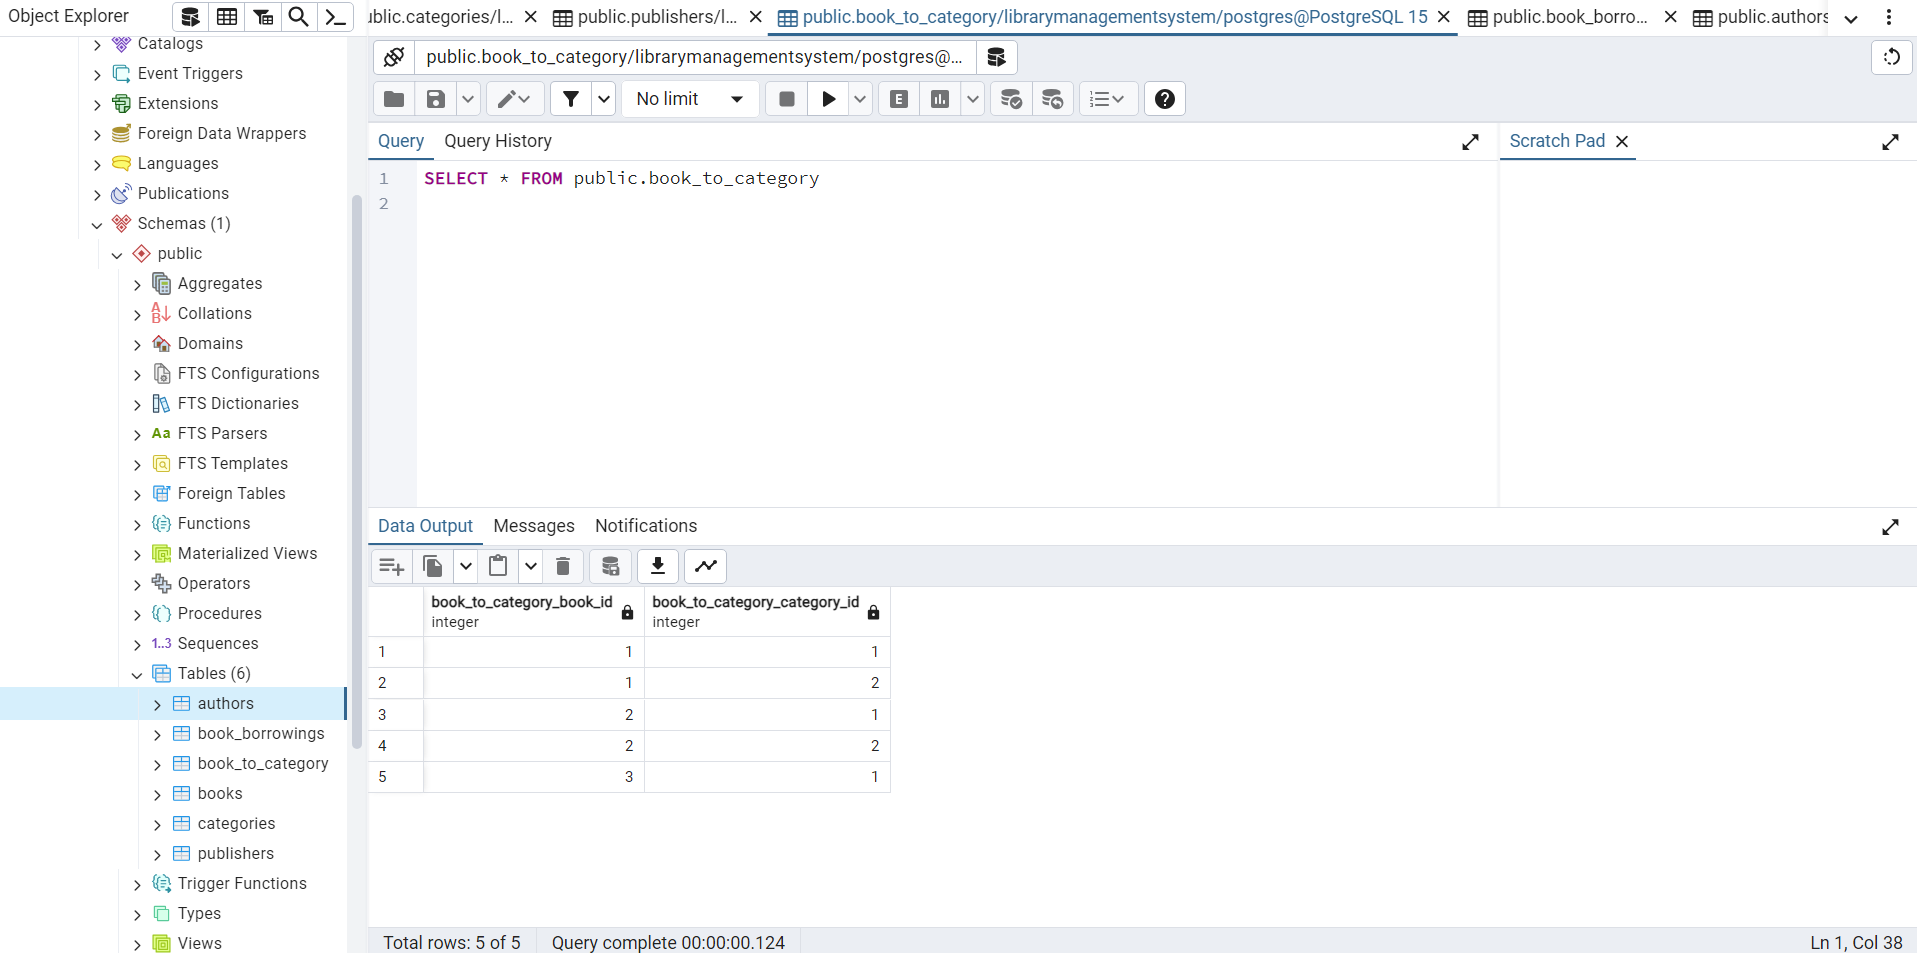 Object Explorer
ublic.categories/l...
public.publishers/l...
public.book_to_category/librarymanagementsystem/postgres@PostgreSQL 15
public.book_borro...
public.authors
Catalogs
Event Triggers
Extensions
Foreign Data Wrappers
Languages
Publications
Schemas (1)
public
Aggregates
Collations
Domains
FTS Configurations
FTS Dictionaries
Aa FTS Parsers
FTS Templates
Foreign Tables
Functions
Materialized Views
Operators
Procedures
1..3 Sequences
Tables (6)
authors
book_borrowings
book_to_category
books
categories
publishers
Trigger Functions
Types
Views
public.book_to_category/librarymanagementsystem/postgres@...
No limit
E
Query
Query History
Scratch Pad
1 SELECT * FROM public.book_to_category
2
Data Output
Messages
Notifications
book_to_category_book_id integer
book_to_category_category_id integer
1 1 1
2 1 2
3 2 1
4 2 2
5 3 1
Total rows: 5 of 5
Query complete 00:00:00.124
Ln 1, Col 38